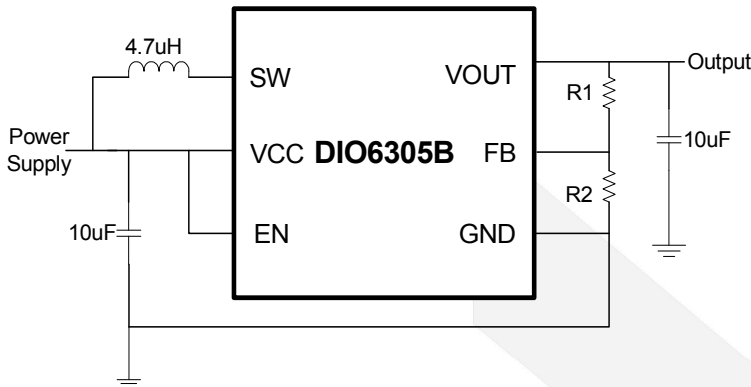 4.7uH
SW
VOUT
Output
R1
Power
Supply
VCC
DIO6305B
FB
10uF
R2
10uF
EN
GND